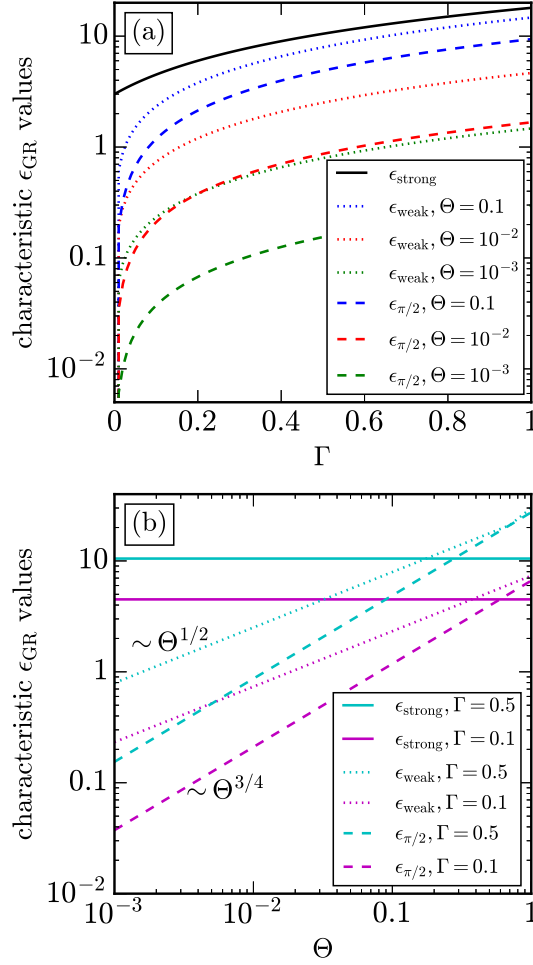 (a)
characteristic ϵ_GR values
10
1
0.1
10^{-2}
ϵ_strong
ϵ_weak, Θ = 0.1
ϵ_weak, Θ = 10^{-2}
ϵ_weak, Θ = 10^{-3}
ϵ_{π/2}, Θ = 0.1
ϵ_{π/2}, Θ = 10^{-2}
ϵ_{π/2}, Θ = 10^{-3}
0 0.2 0.4 0.6 0.8 1
Γ
(b)
characteristic ϵ_GR values
10
1
0.1
10^{-2}
∼ Θ^{1/2}
∼ Θ^{3/4}
ϵ_strong, Γ = 0.5
ϵ_strong, Γ = 0.1
ϵ_weak, Γ = 0.5
ϵ_weak, Γ = 0.1
ϵ_{π/2}, Γ = 0.5
ϵ_{π/2}, Γ = 0.1
10^{-3} 10^{-2} 0.1 1
Θ